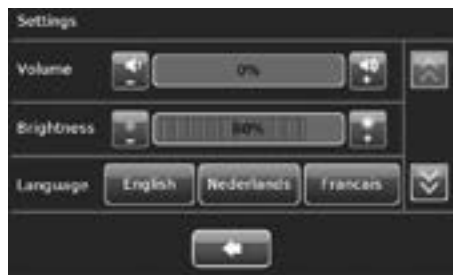 Settings
Volume - 0% +
Brightness - 80% +
Language English Nederlands Francais